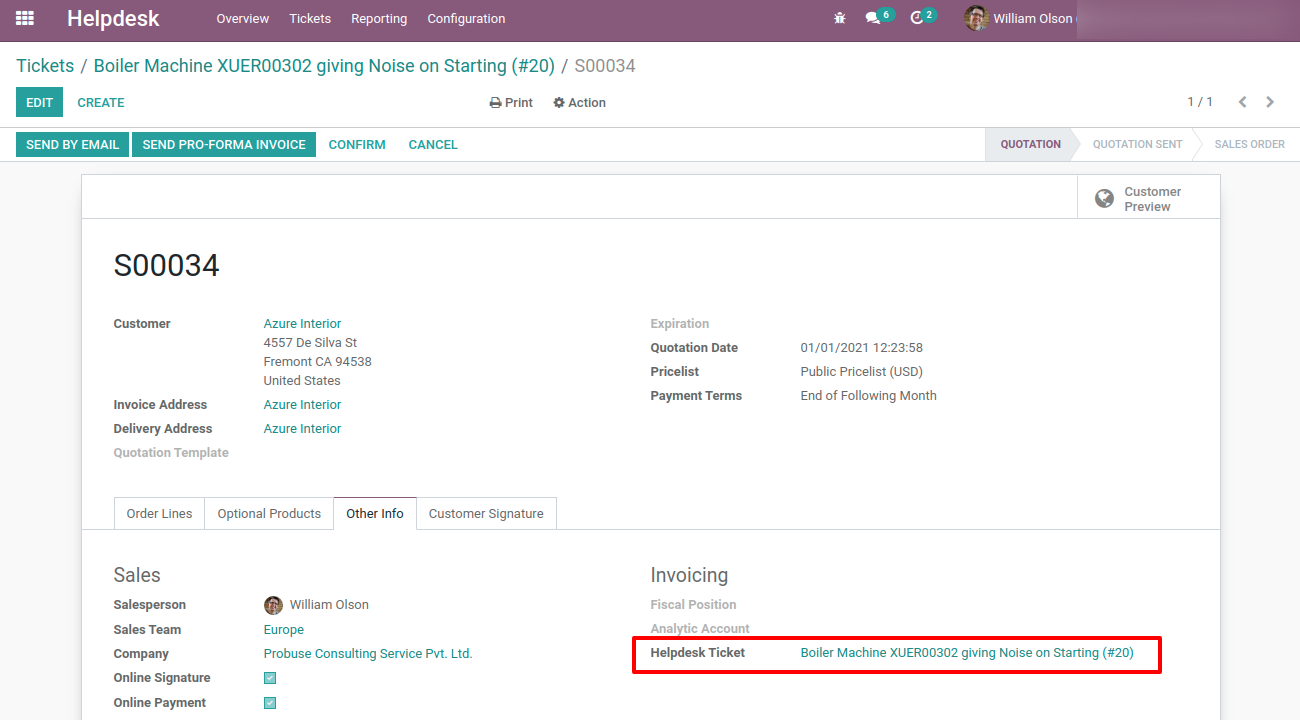 Helpdesk Overview Tickets Reporting Configuration 6 2 William Olson (
Tickets / Boiler Machine XUER00302 giving Noise on Starting (#20) / S00034
EDIT CREATE Print Action 1 / 1
SEND BY EMAIL SEND PRO-FORMA INVOICE CONFIRM CANCEL QUOTATION QUOTATION SENT SALES ORDER
Customer
Preview
S00034
Customer Azure Interior
4557 De Silva St
Fremont CA 94538
United States
Invoice Address Azure Interior
Delivery Address Azure Interior
Quotation Template
Expiration
Quotation Date 01/01/2021 12:23:58
Pricelist Public Pricelist (USD)
Payment Terms End of Following Month
Order Lines Optional Products Other Info Customer Signature
Sales
Salesperson William Olson
Sales Team Europe
Company Probuse Consulting Service Pvt. Ltd.
Online Signature
Online Payment
Invoicing
Fiscal Position
Analytic Account
Helpdesk Ticket Boiler Machine XUER00302 giving Noise on Starting (#20)